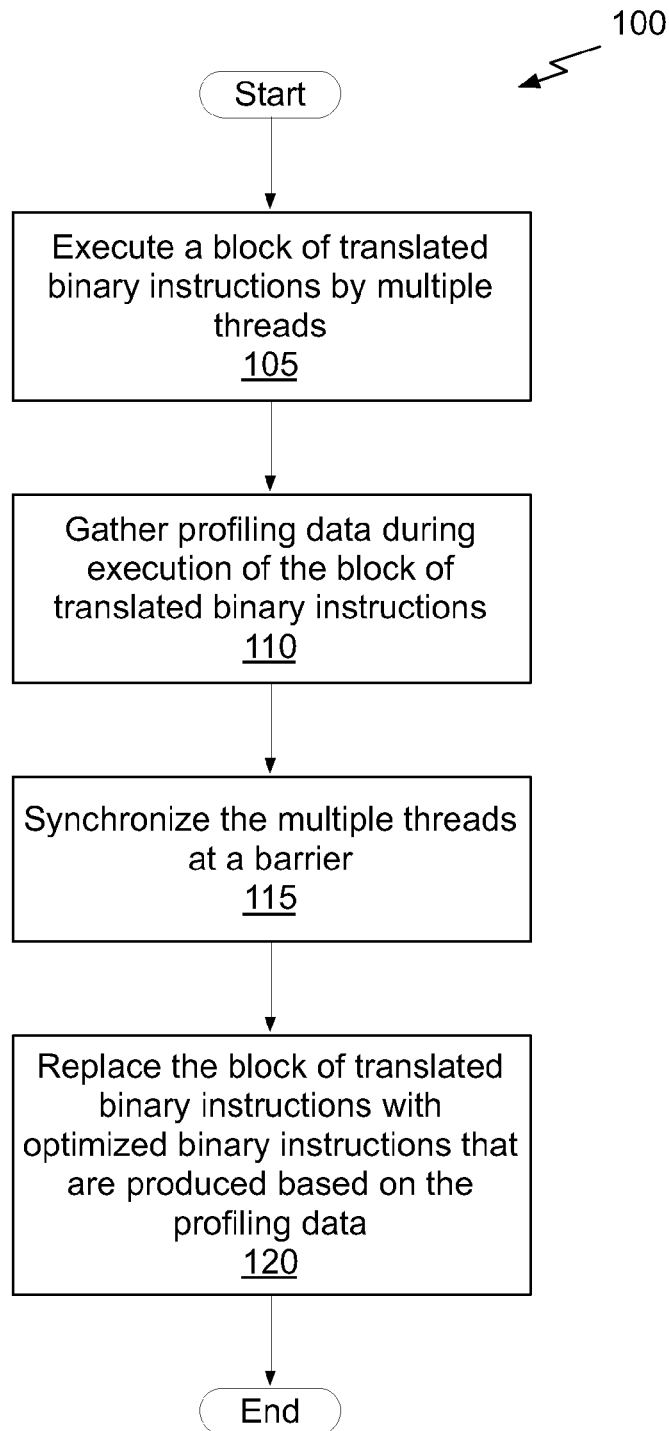 100
Start
Execute a block of translated
binary instructions by multiple
threads
105
Gather profiling data during
execution of the block of
translated binary instructions
110
Synchronize the multiple threads
at a barrier
115
Replace the block of translated
binary instructions with
optimized binary instructions that
are produced based on the
profiling data
120
End